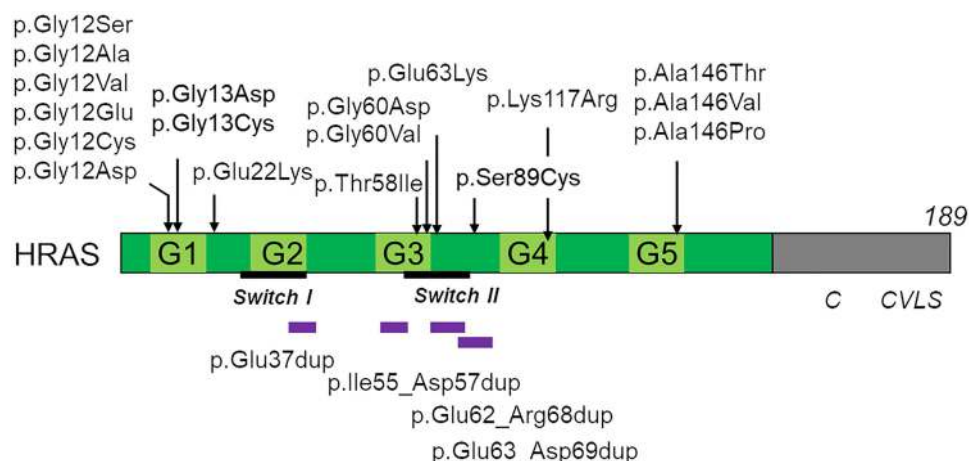 p.Gly12Ser
p.Gly12Ala
p.Gly12Val
p.Gly12Glu
p.Gly12Cys
p.Gly12Asp
p.Gly13Asp
p.Gly13Cys
p.Glu22Lys
p.Glu63Lys
p.Gly60Asp
p.Gly60Val
p.Thr58Ile
p.Lys117Arg
p.Ser89Cys
p.Ala146Thr
p.Ala146Val
p.Ala146Pro
189
HRAS G1 G2 G3 G4 G5
Switch I Switch II C CVLS
p.Glu37dup
p.Ile55_Asp57dup
p.Glu62_Arg68dup
p.Glu63_Asp69dup